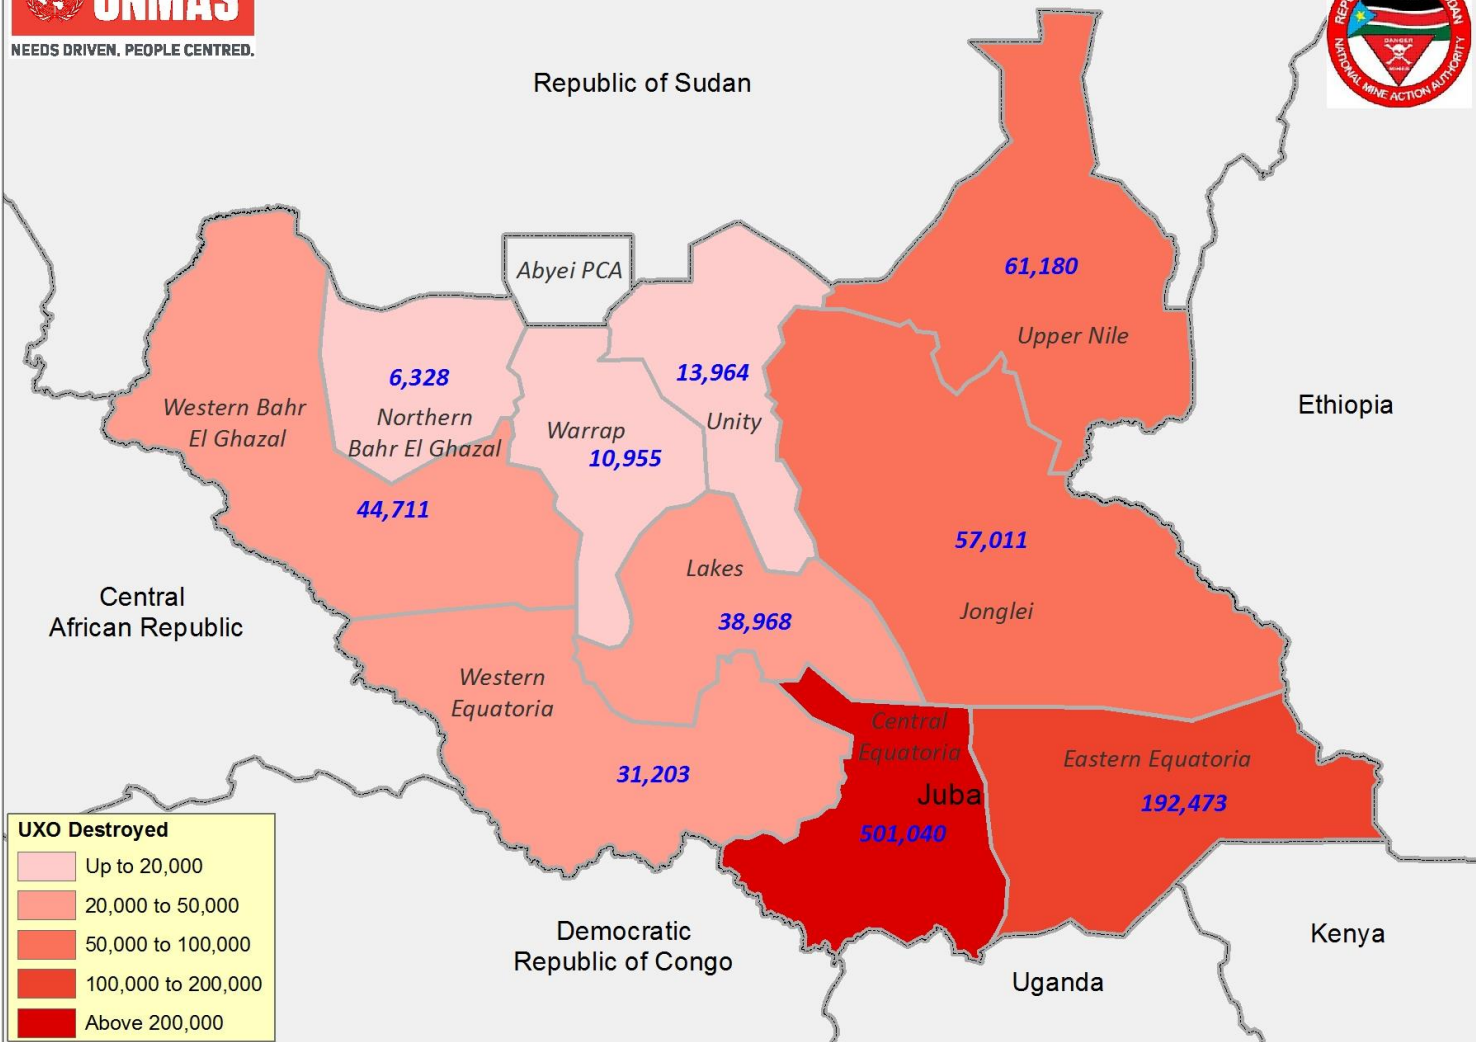 UNMAS
NEEDS DRIVEN. PEOPLE CENTRED.
NATIONAL MINE ACTION AUTHORITY
DANGER
MINES
Republic of Sudan
Abyei PCA
61,180
Upper Nile
6,328
Northern
Bahr El Ghazal
Western Bahr
El Ghazal
44,711
Warrap
10,955
13,964
Unity
Ethiopia
57,011
Jonglei
Lakes
38,968
Central
African Republic
Western
Equatoria
31,203
Central
Equatoria
Juba
501,040
Eastern Equatoria
192,473
Democratic
Republic of Congo
Uganda
Kenya
UXO Destroyed
Up to 20,000
20,000 to 50,000
50,000 to 100,000
100,000 to 200,000
Above 200,000